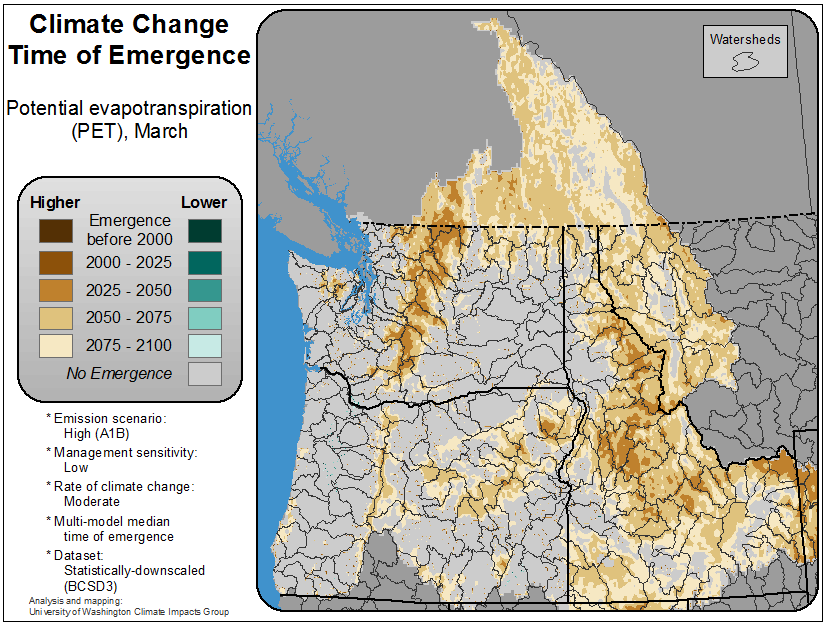 Climate Change
Time of Emergence
Potential evapotranspiration
(PET), March
Higher
Lower
Emergence
before 2000
2000 - 2025
2025 - 2050
2050 - 2075
2075 - 2100
No Emergence
* Emission scenario:
High (A1B)
* Management sensitivity:
Low
* Rate of climate change:
Moderate
* Multi-model median
time of emergence
* Dataset:
Statistically-downscaled
(BCSD3)
Analysis and mapping:
University of Washington Climate Impacts Group
Watersheds